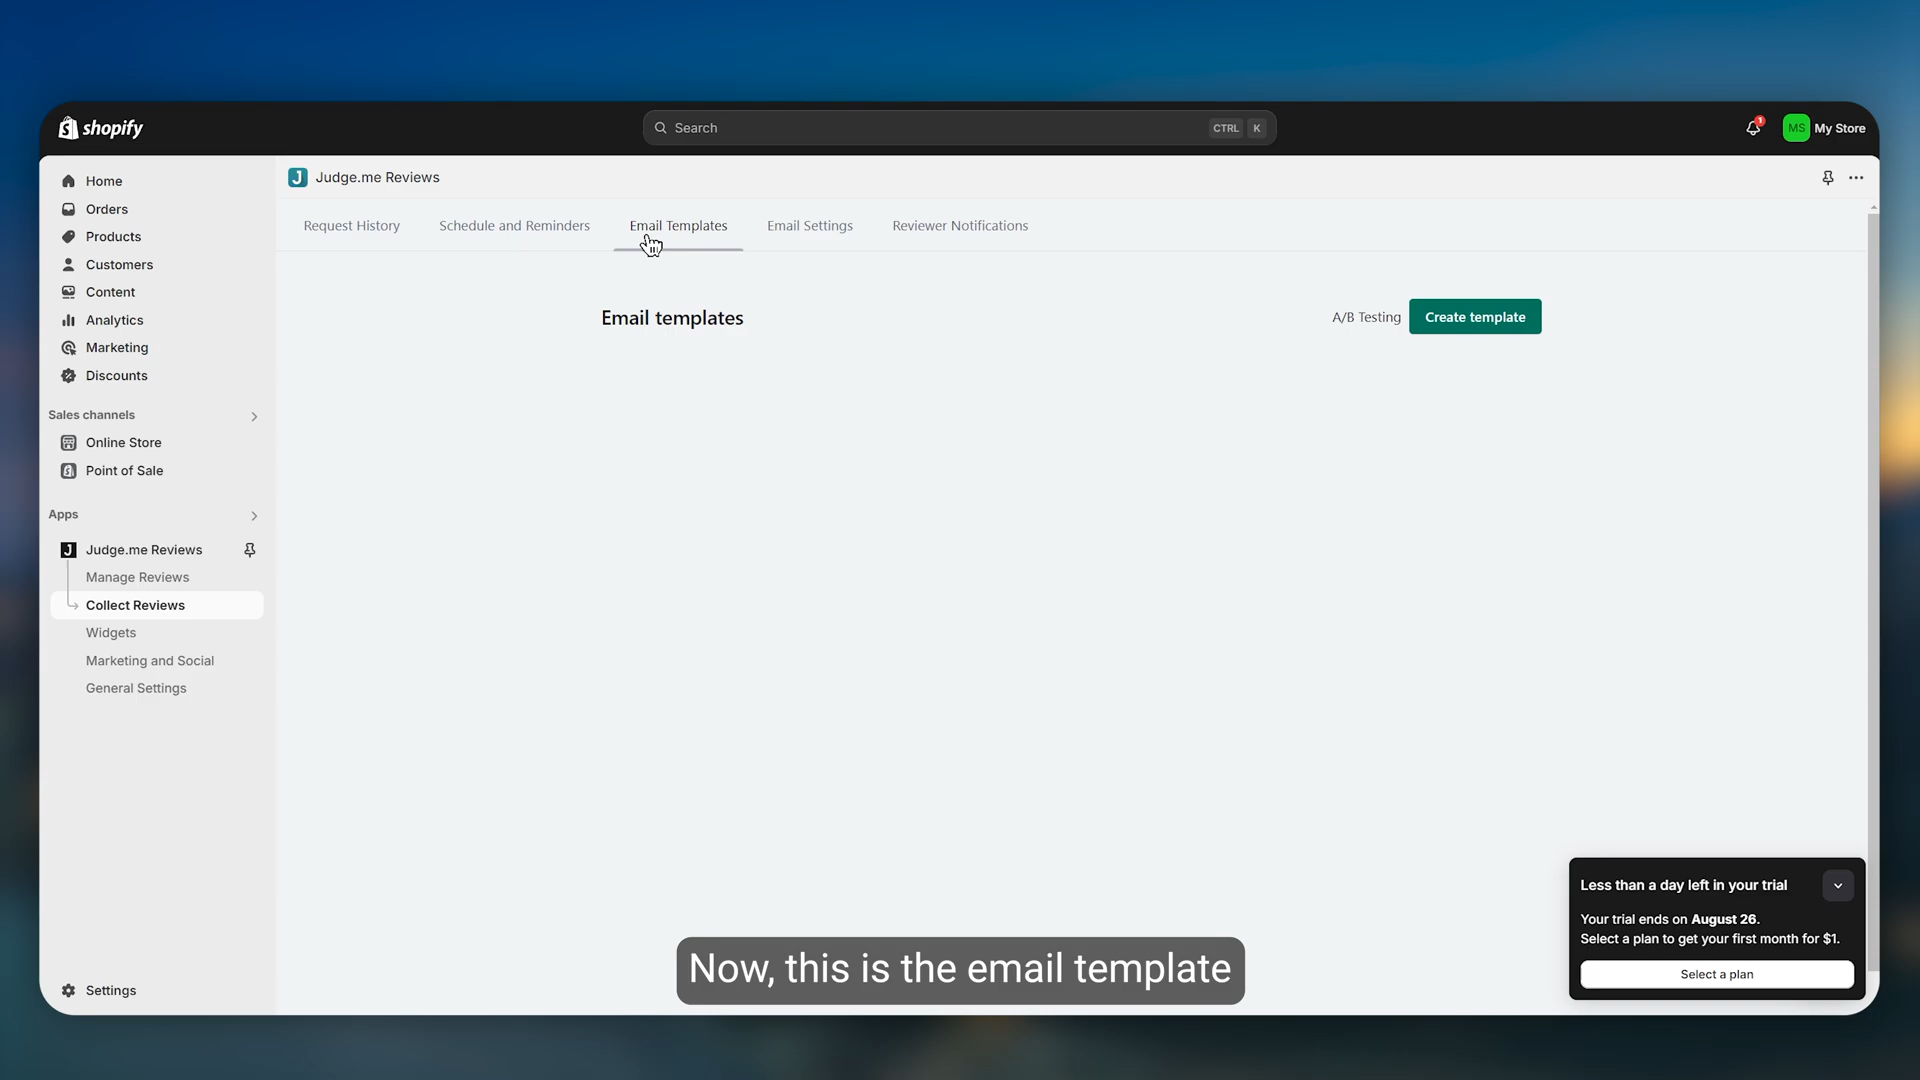 shopify
Search
CTRL K
1
MS
My Store
Home
Orders
Products
Customers
Content
Analytics
Marketing
Discounts
Sales channels
Online Store
Point of Sale
Apps
J Judge.me Reviews
Manage Reviews
Collect Reviews
Widgets
Marketing and Social
General Settings
Settings
J Judge.me Reviews
Request History
Schedule and Reminders
Email Templates
Email Settings
Reviewer Notifications
Email templates
A/B Testing
Create template
Less than a day left in your trial
Your trial ends on August 26.
Select a plan to get your first month for $1.
Select a plan
Now, this is the email template